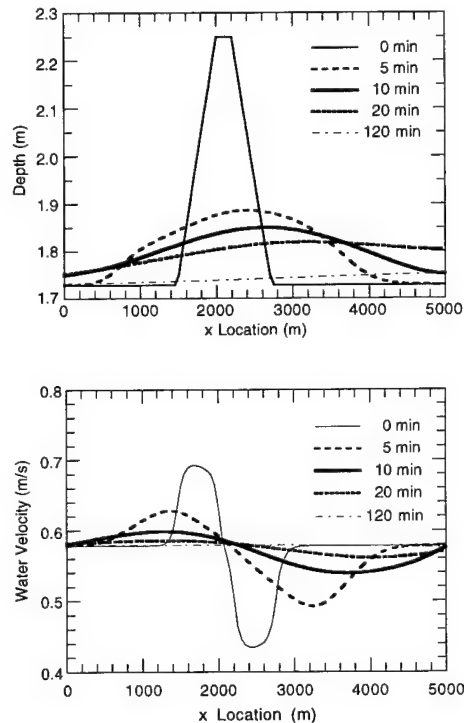 2.3
2.2
2.1
2.0
1.9
1.8
1.7
Depth (m)
0 min
5 min
10 min
20 min
120 min
0 1000 2000 3000 4000 5000
x Location (m)
0.8
0.7
0.6
0.5
0.4
Water Velocity (m/s)
0 min
5 min
10 min
20 min
120 min
0 1000 2000 3000 4000 5000
x Location (m)